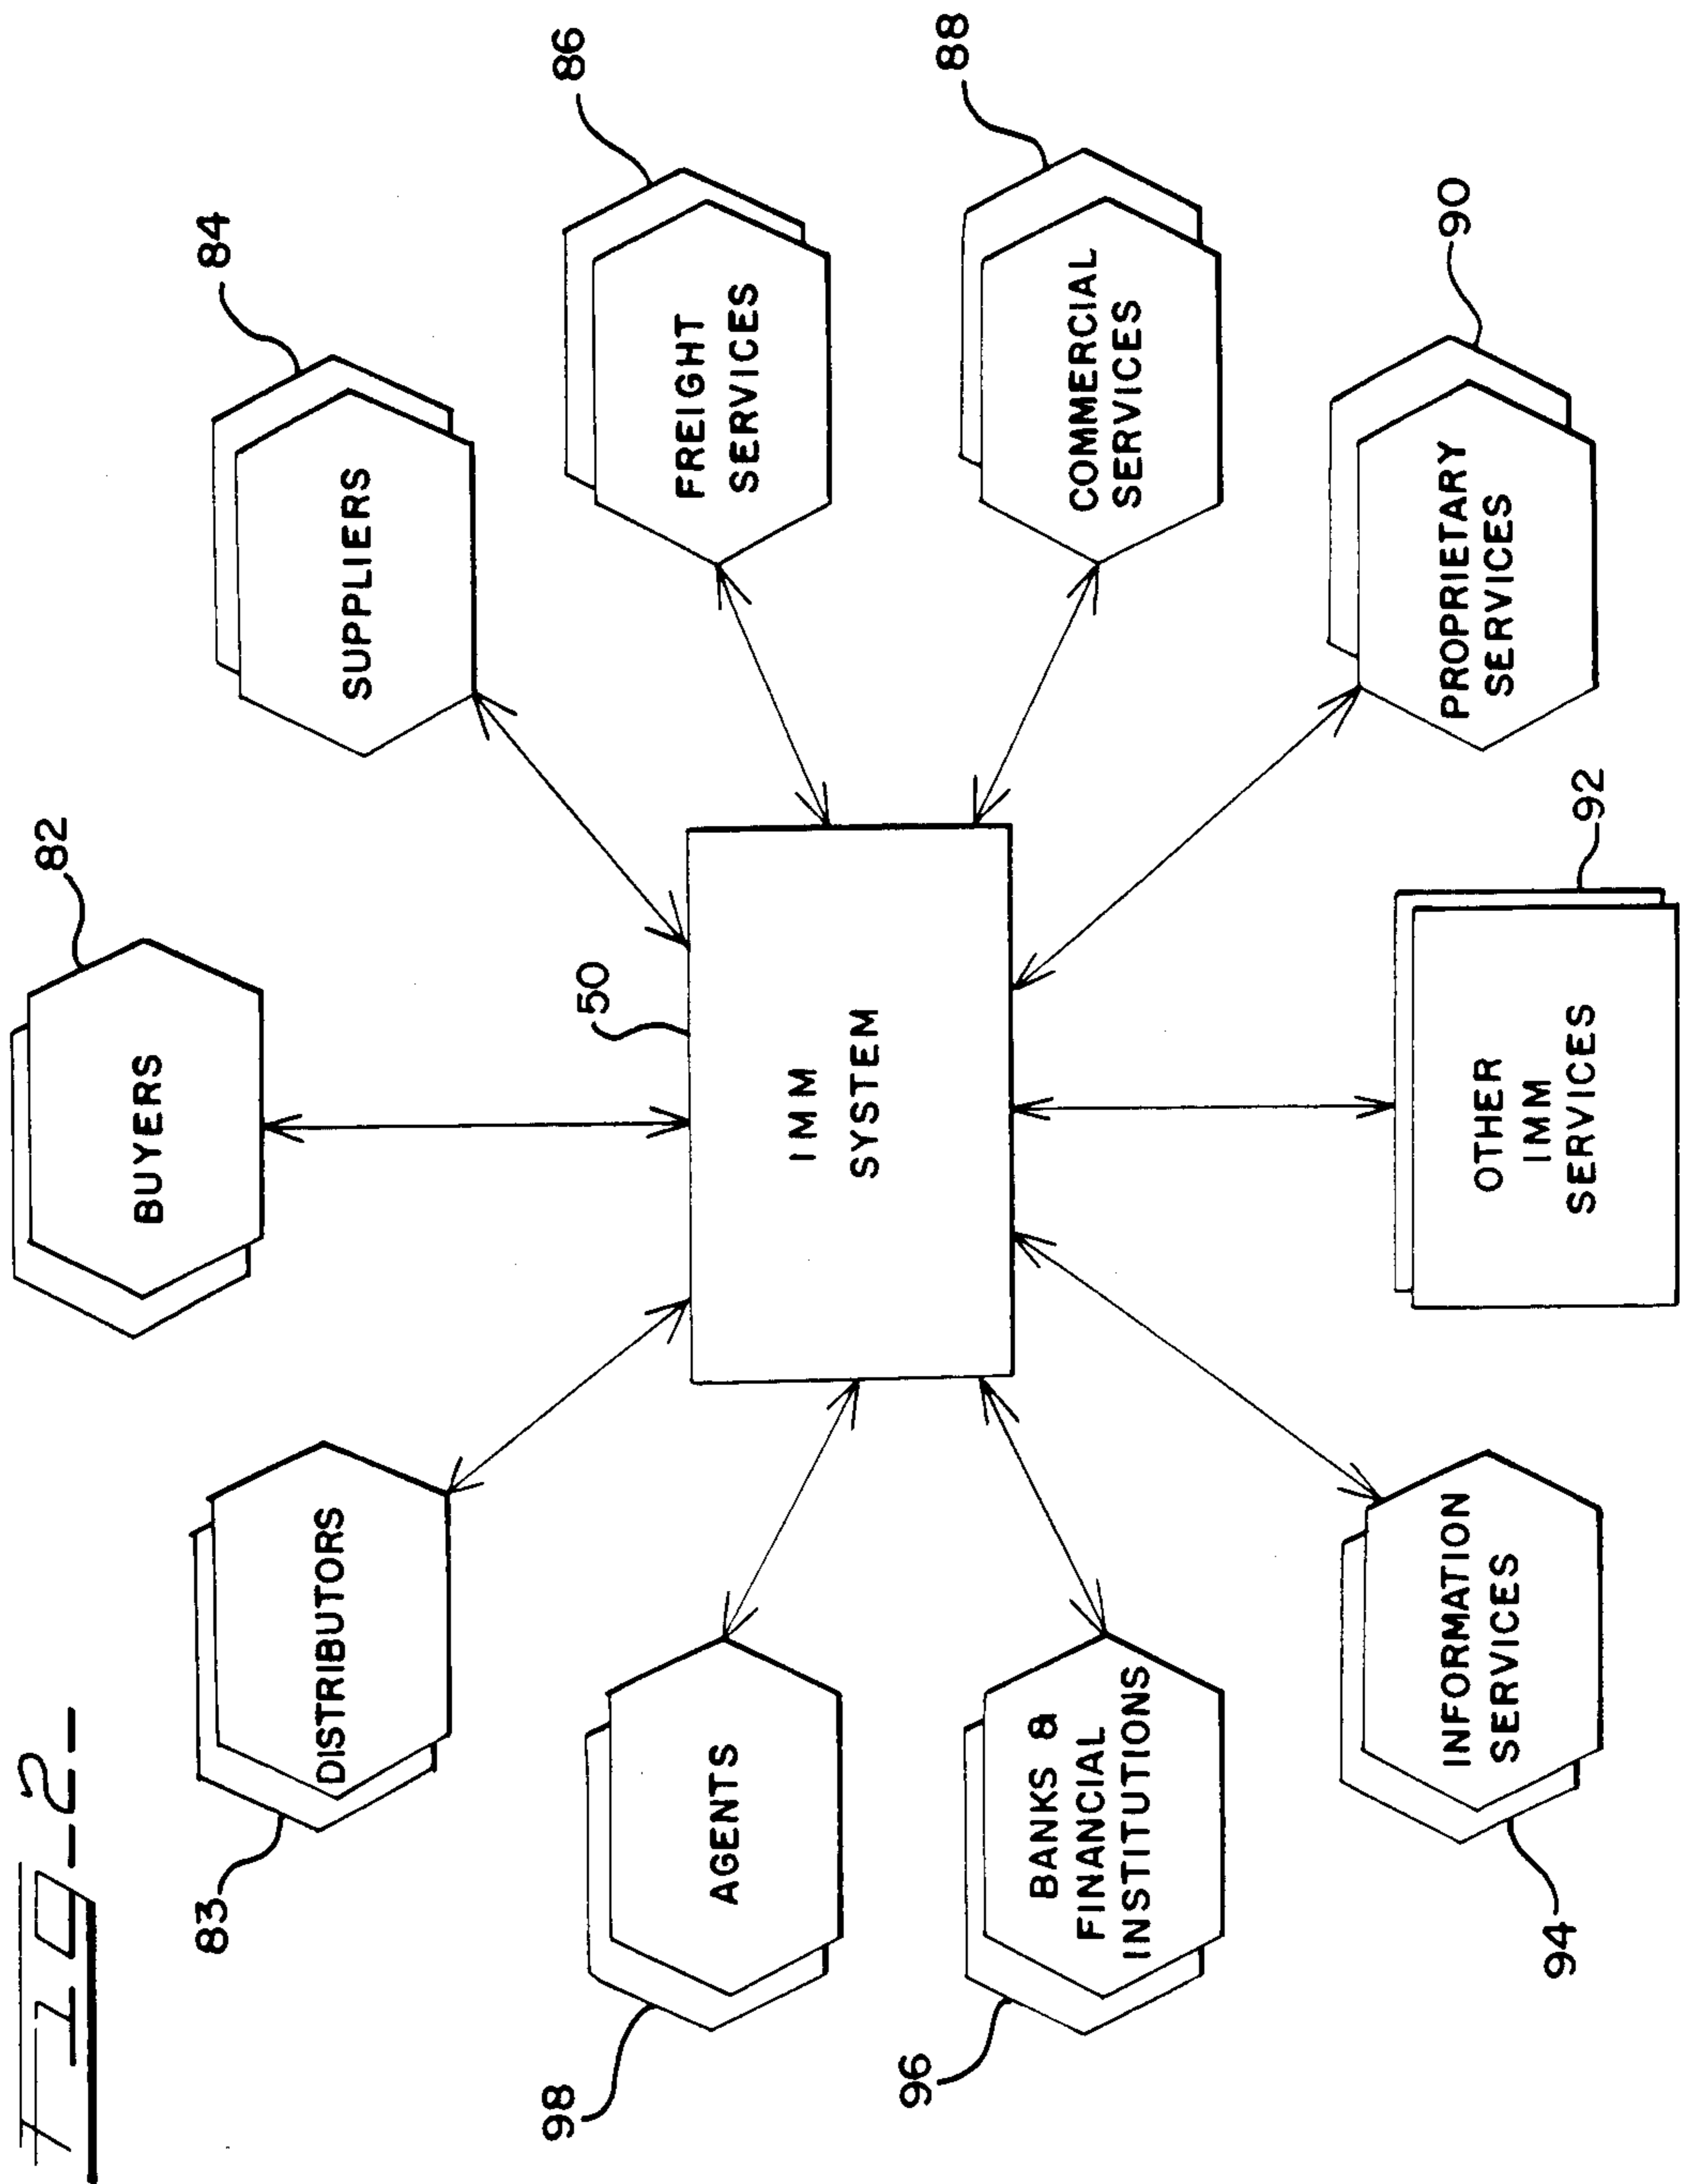 FIG-2-
82
BUYERS
83
DISTRIBUTORS
84
SUPPLIERS
98
AGENTS
50
IMM
SYSTEM
86
FREIGHT
SERVICES
96
BANKS &
FINANCIAL
INSTITUTIONS
88
COMMERCIAL
SERVICES
94
INFORMATION
SERVICES
OTHER
IMM
SERVICES
92
PROPRIETARY
SERVICES
90